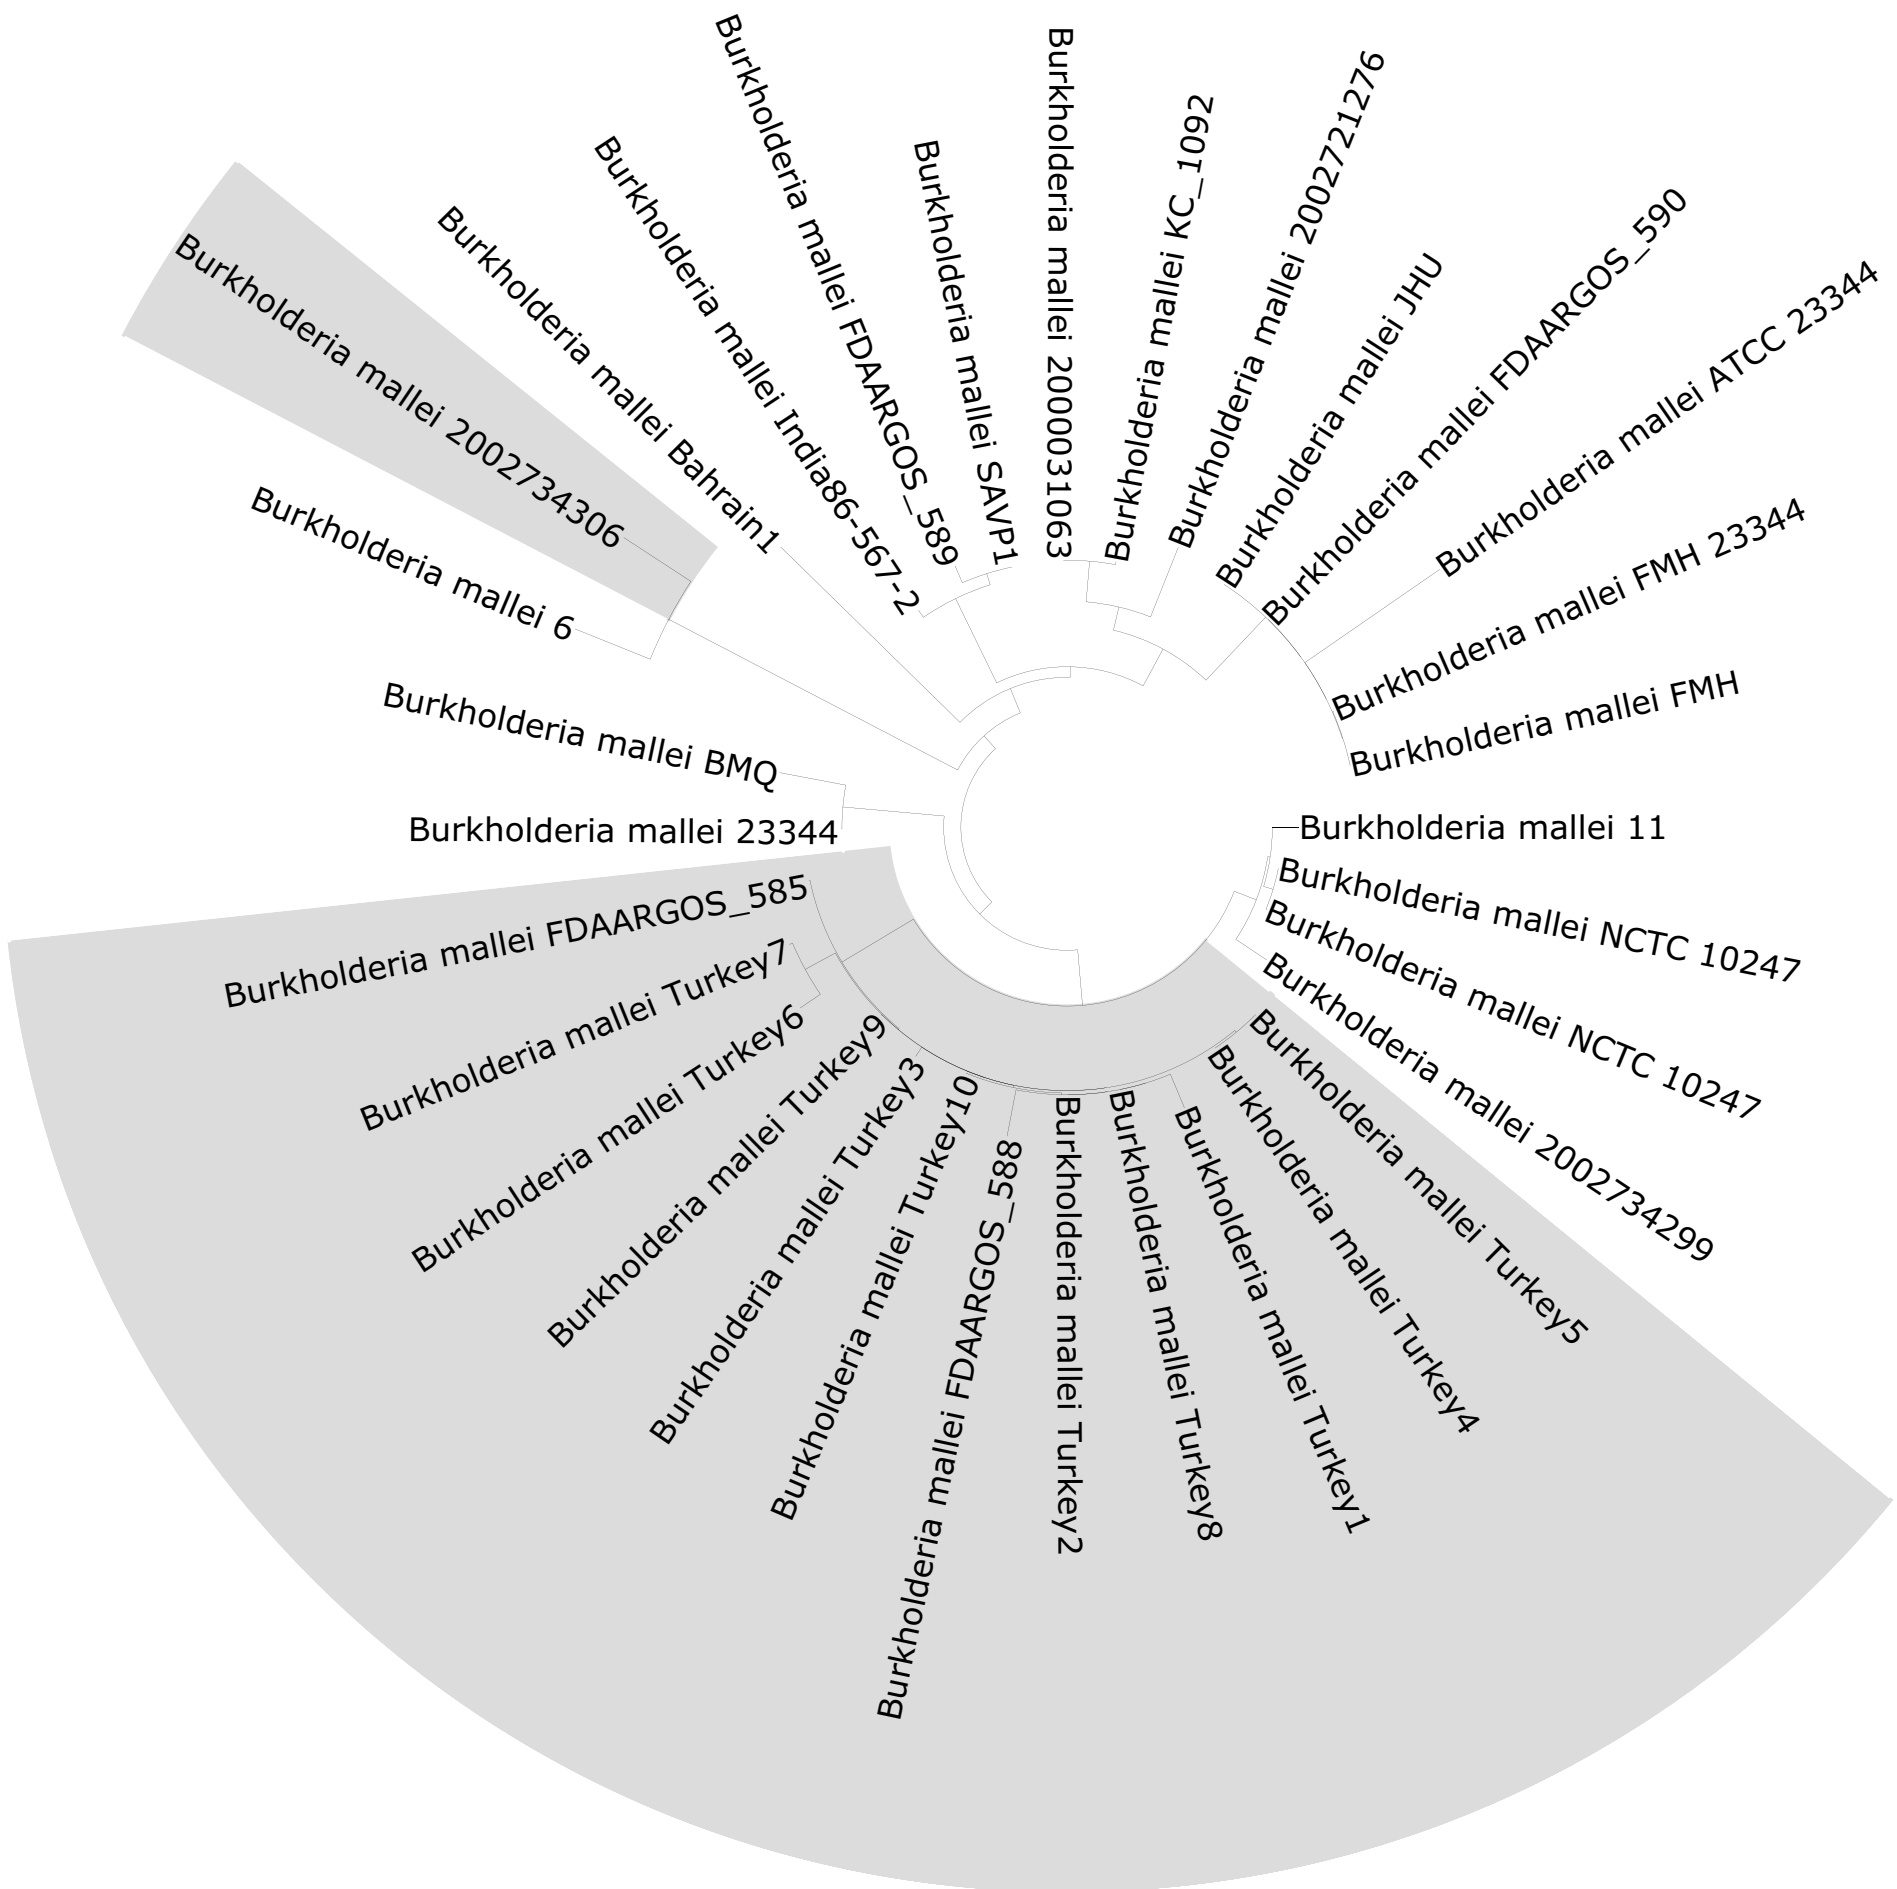 Burkholderia mallei FDAARGOS_589
Burkholderia mallei SAVP1
Burkholderia mallei 2000031063
Burkholderia mallei KC_1092
Burkholderia mallei 2002721276
Burkholderia mallei JHU
Burkholderia mallei FDAARGOS_590
Burkholderia mallei ATCC 23344
Burkholderia mallei FMH 23344
Burkholderia mallei FMH
Burkholderia mallei 11
Burkholderia mallei NCTC 10247
Burkholderia mallei NCTC 10247
Burkholderia mallei 2002734299
Burkholderia mallei Turkey5
Burkholderia mallei Turkey4
Burkholderia mallei Turkey1
Burkholderia mallei Turkey8
Burkholderia mallei Turkey2
Burkholderia mallei FDAARGOS_588
Burkholderia mallei Turkey10
Burkholderia mallei Turkey3
Burkholderia mallei Turkey9
Burkholderia mallei Turkey6
Burkholderia mallei Turkey7
Burkholderia mallei FDAARGOS_585
Burkholderia mallei 23344
Burkholderia mallei BMQ
Burkholderia mallei 6
Burkholderia mallei 2002734306
Burkholderia mallei Bahrain1
Burkholderia mallei India86-567-2